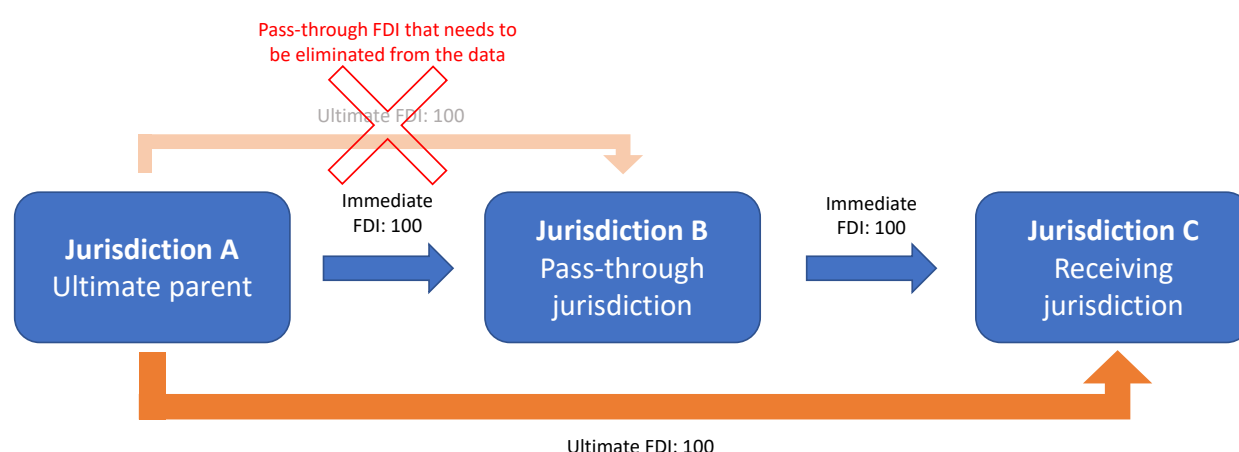 Pass-through FDI that needs to
be eliminated from the data
Ultimate FDI: 100
Immediate
FDI: 100
Immediate
FDI: 100
Jurisdiction A
Ultimate parent
Jurisdiction B
Pass-through
jurisdiction
Jurisdiction C
Receiving
jurisdiction
Ultimate FDI: 100